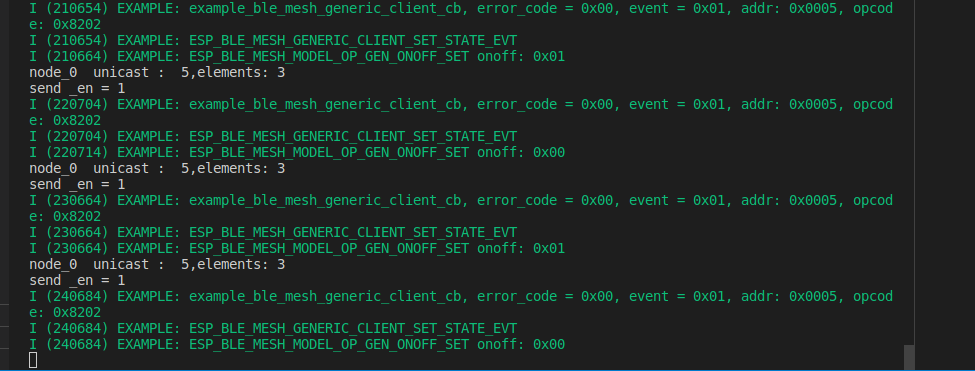 I (210654) EXAMPLE: example_ble_mesh_generic_client_cb, error_code = 0x00, event = 0x01, addr: 0x0005, opcod
e: 0x8202
I (210654) EXAMPLE: ESP_BLE_MESH_GENERIC_CLIENT_SET_STATE_EVT
I (210664) EXAMPLE: ESP_BLE_MESH_MODEL_OP_GEN_ONOFF_SET onoff: 0x01
node_0  unicast :  5,elements: 3
send _en = 1
I (220704) EXAMPLE: example_ble_mesh_generic_client_cb, error_code = 0x00, event = 0x01, addr: 0x0005, opcod
e: 0x8202
I (220704) EXAMPLE: ESP_BLE_MESH_GENERIC_CLIENT_SET_STATE_EVT
I (220714) EXAMPLE: ESP_BLE_MESH_MODEL_OP_GEN_ONOFF_SET onoff: 0x00
node_0  unicast :  5,elements: 3
send _en = 1
I (230664) EXAMPLE: example_ble_mesh_generic_client_cb, error_code = 0x00, event = 0x01, addr: 0x0005, opcod
e: 0x8202
I (230664) EXAMPLE: ESP_BLE_MESH_GENERIC_CLIENT_SET_STATE_EVT
I (230664) EXAMPLE: ESP_BLE_MESH_MODEL_OP_GEN_ONOFF_SET onoff: 0x01
node_0  unicast :  5,elements: 3
send _en = 1
I (240684) EXAMPLE: example_ble_mesh_generic_client_cb, error_code = 0x00, event = 0x01, addr: 0x0005, opcod
e: 0x8202
I (240684) EXAMPLE: ESP_BLE_MESH_GENERIC_CLIENT_SET_STATE_EVT
I (240684) EXAMPLE: ESP_BLE_MESH_MODEL_OP_GEN_ONOFF_SET onoff: 0x00